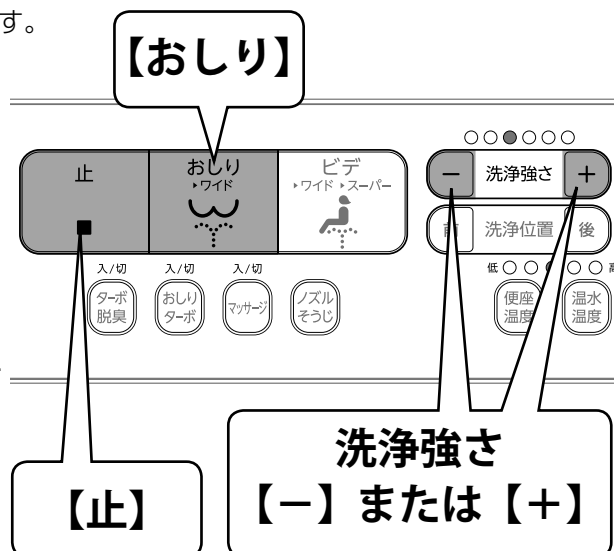 す。
【おしり】
止
おしり
▸ワイド
ビデ
▸ワイド ▸スーパー
− 洗浄強さ +
前 洗浄位置 後
入/切 入/切 入/切
低 高
ターボ
脱臭
おしり
ターボ
マッサージ
ノズル
そうじ
便座
温度
温水
温度
【止】
洗浄強さ
【−】または【+】